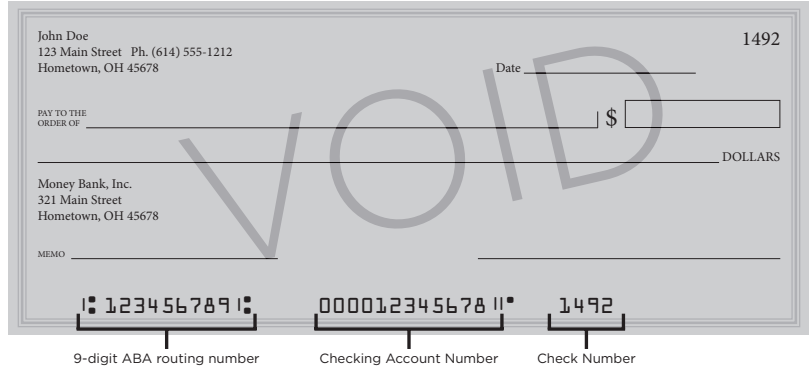 John Doe
123 Main Street Ph. (614) 555-1212
Hometown, OH 45678
1492
Date
PAY TO THE
ORDER OF
$
DOLLARS
VOID
Money Bank, Inc.
321 Main Street
Hometown, OH 45678
MEMO
⑆ 123456789⑆ 000012345678⑈ 1492
9-digit ABA routing number Checking Account Number Check Number